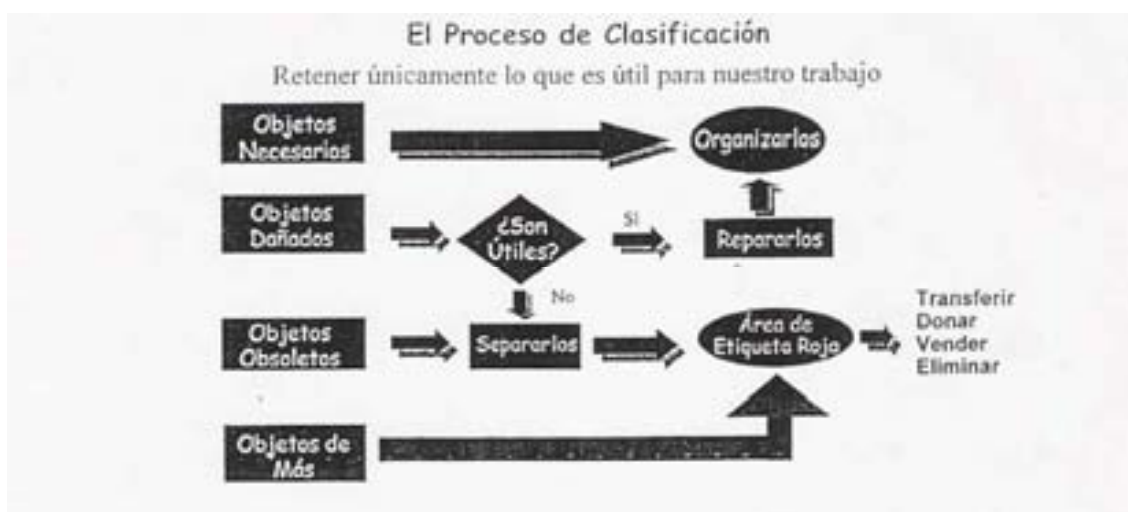 El Proceso de Clasificación
Retener únicamente lo que es útil para nuestro trabajo
Objetos
Necesarios
Organizarlos
Objetos
Dañados
¿Son
Útiles?
Si
Repararlos
No
Objetos
Obsoletos
Separarlos
Área de
Etiqueta Roja
Transferir
Donar
Vender
Eliminar
Objetos de
Más